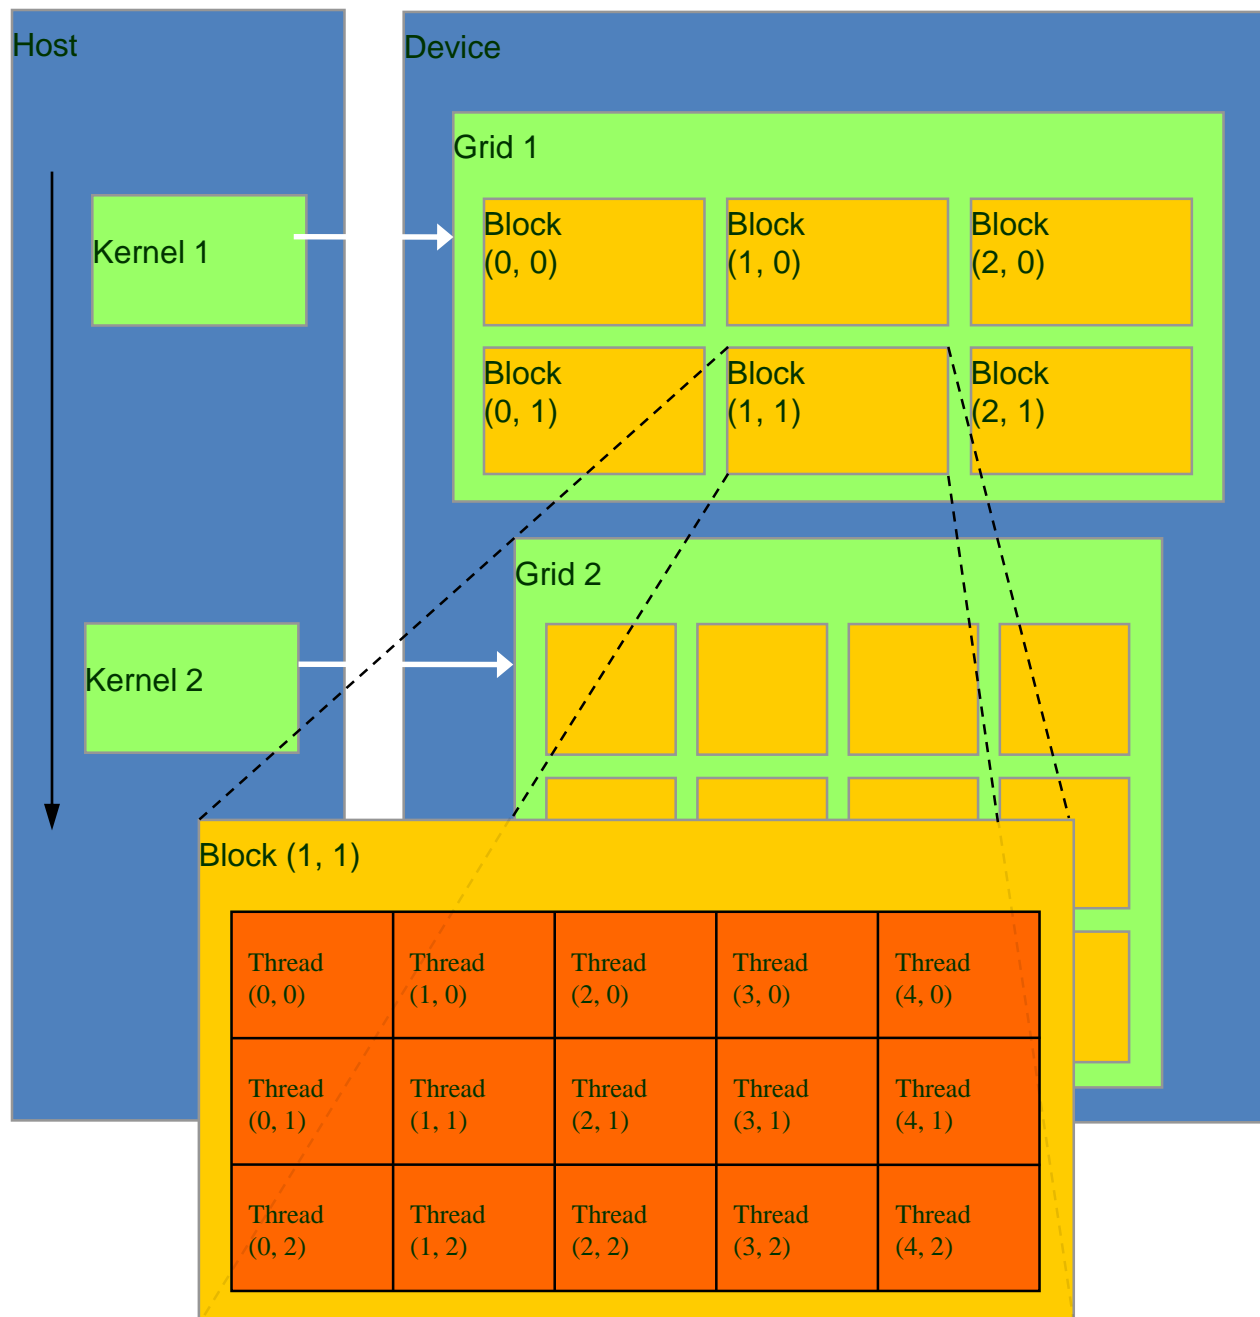 Host
Device
Grid 1
Kernel 1
Block
(0, 0)
Block
(1, 0)
Block
(2, 0)
Block
(0, 1)
Block
(1, 1)
Block
(2, 1)
Grid 2
Kernel 2
Block (1, 1)
Thread
(0, 0)
Thread
(1, 0)
Thread
(2, 0)
Thread
(3, 0)
Thread
(4, 0)
Thread
(0, 1)
Thread
(1, 1)
Thread
(2, 1)
Thread
(3, 1)
Thread
(4, 1)
Thread
(0, 2)
Thread
(1, 2)
Thread
(2, 2)
Thread
(3, 2)
Thread
(4, 2)